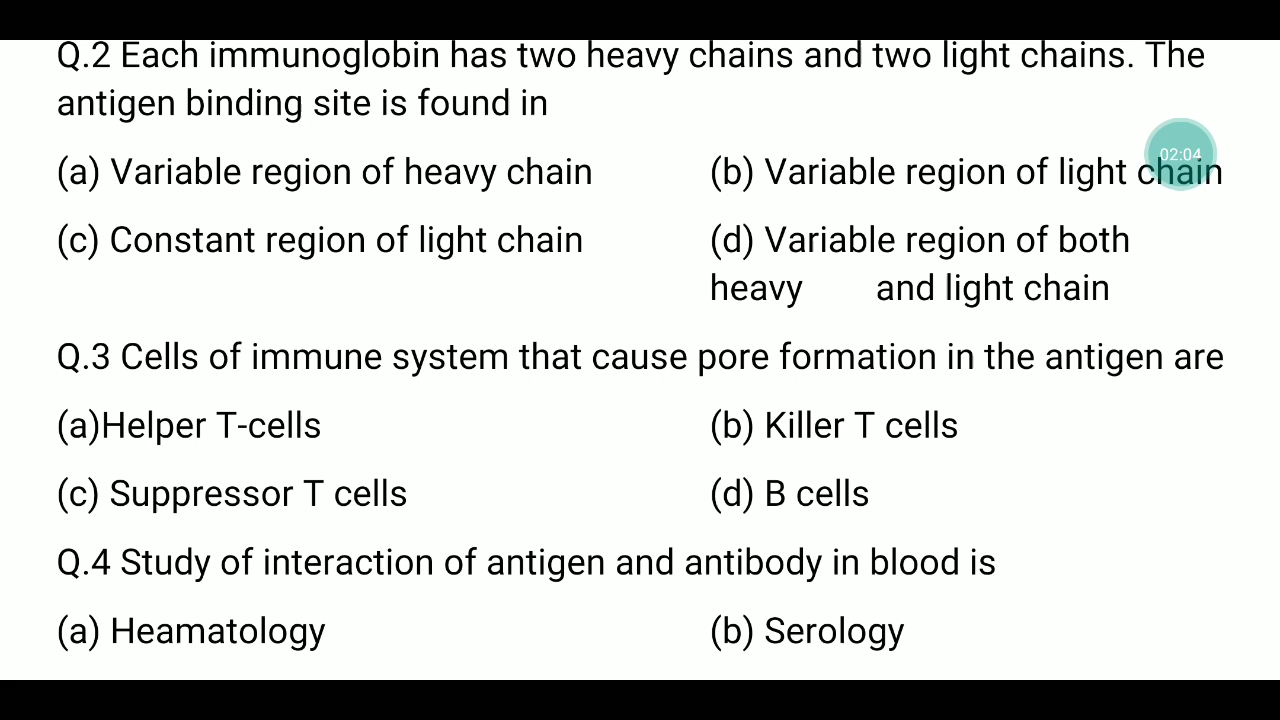 Q.2 Each immunoglobin has two heavy chains and two light chains. The
antigen binding site is found in
(a) Variable region of heavy chain (b) Variable region of light chain
02:04
(c) Constant region of light chain (d) Variable region of both
heavy and light chain
Q.3 Cells of immune system that cause pore formation in the antigen are
(a)Helper T-cells (b) Killer T cells
(c) Suppressor T cells (d) B cells
Q.4 Study of interaction of antigen and antibody in blood is
(a) Heamatology (b) Serology